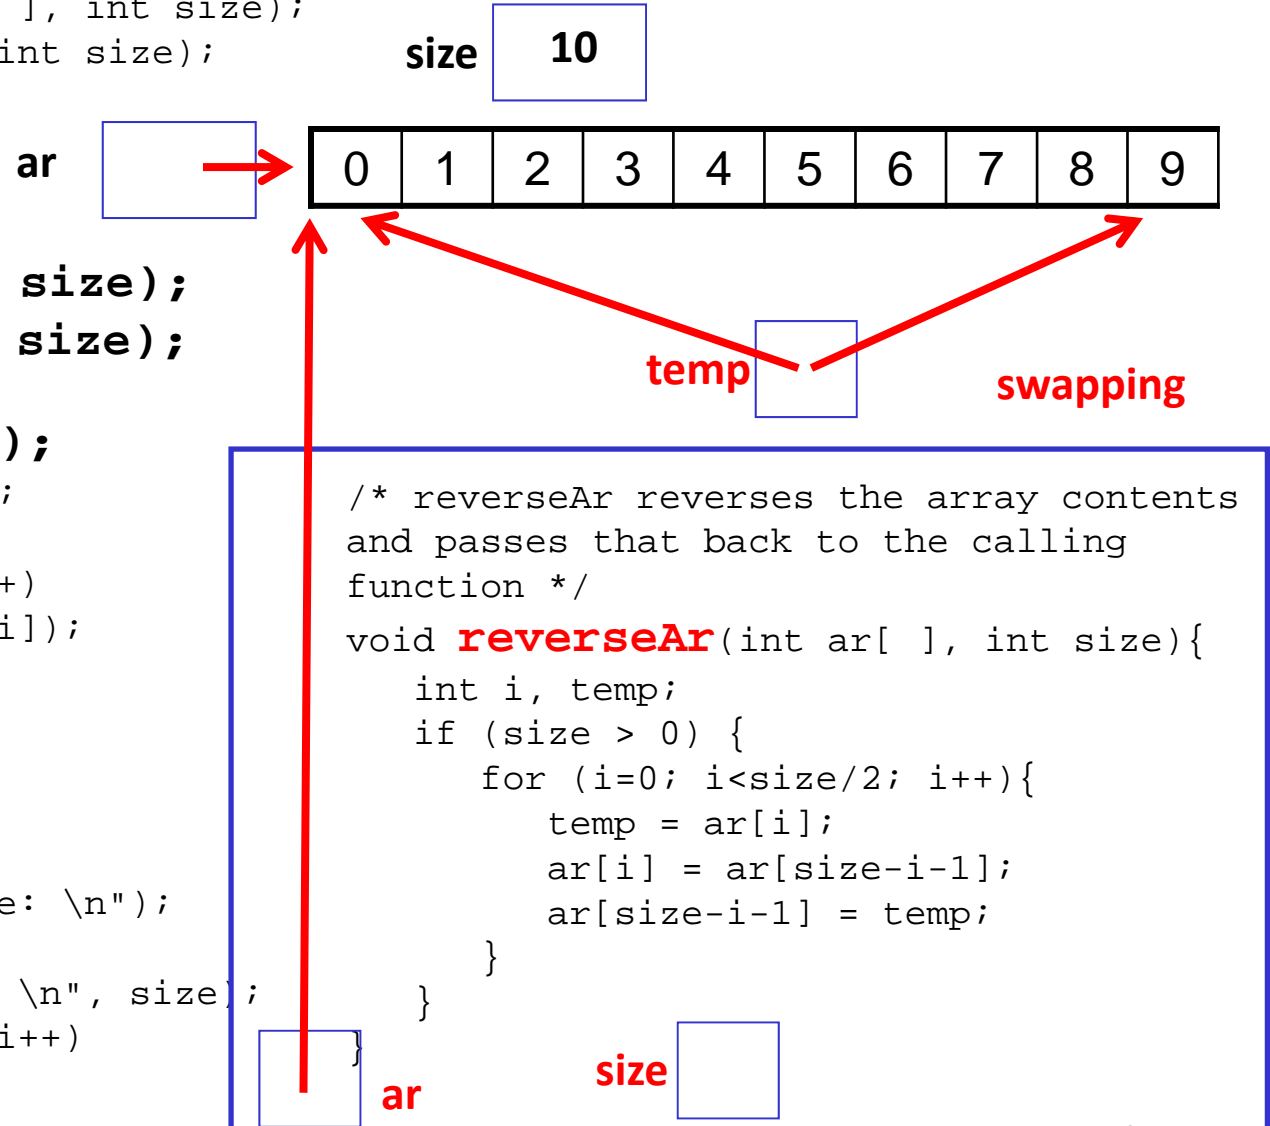 ], int size);
int size);
size 10
ar
0 1 2 3 4 5 6 7 8 9
size);
size);
temp
swapping
);
;
+)
i]);
e: \n");
\n", size);
i++)
/* reverseAr reverses the array contents
and passes that back to the calling
function */
void reverseAr(int ar[ ], int size){
int i, temp;
if (size > 0) {
for (i=0; i<size/2; i++){
temp = ar[i];
ar[i] = ar[size-i-1];
ar[size-i-1] = temp;
}
}
}
ar
size